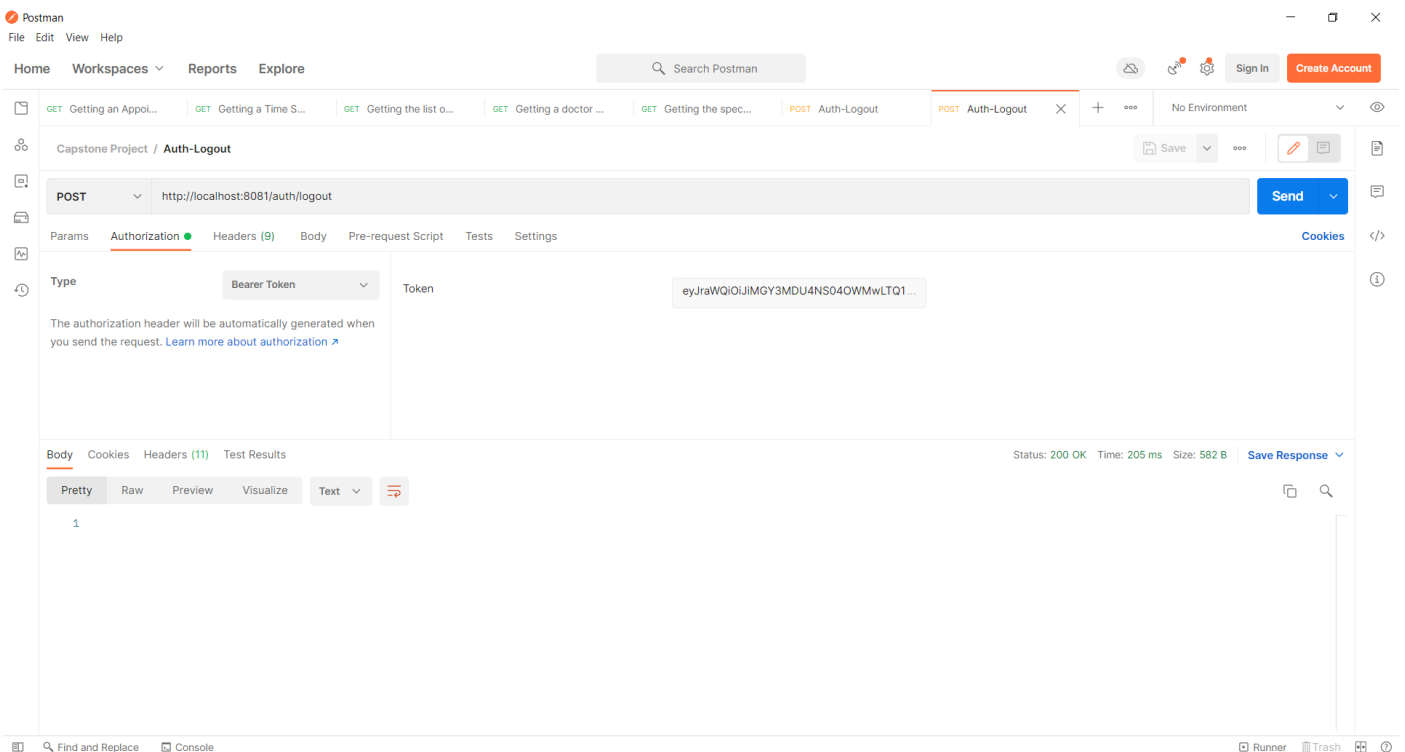 Postman
File Edit View Help
Home Workspaces Reports Explore
Search Postman
Sign In
Create Account
GET Getting an Appoi...
GET Getting a Time S...
GET Getting the list o...
GET Getting a doctor ...
GET Getting the spec...
POST Auth-Logout
POST Auth-Logout
No Environment
Capstone Project / Auth-Logout
Save
POST http://localhost:8081/auth/logout
Send
Params Authorization Headers (9) Body Pre-request Script Tests Settings
Cookies
Type Bearer Token
Token eyJraWQiOiJiMGY3MDU4NS04OWMwLTQ1...
The authorization header will be automatically generated when
you send the request. Learn more about authorization ↗
Body Cookies Headers (11) Test Results
Status: 200 OK Time: 205 ms Size: 582 B Save Response
Pretty Raw Preview Visualize Text
1
Find and Replace Console
Runner Trash